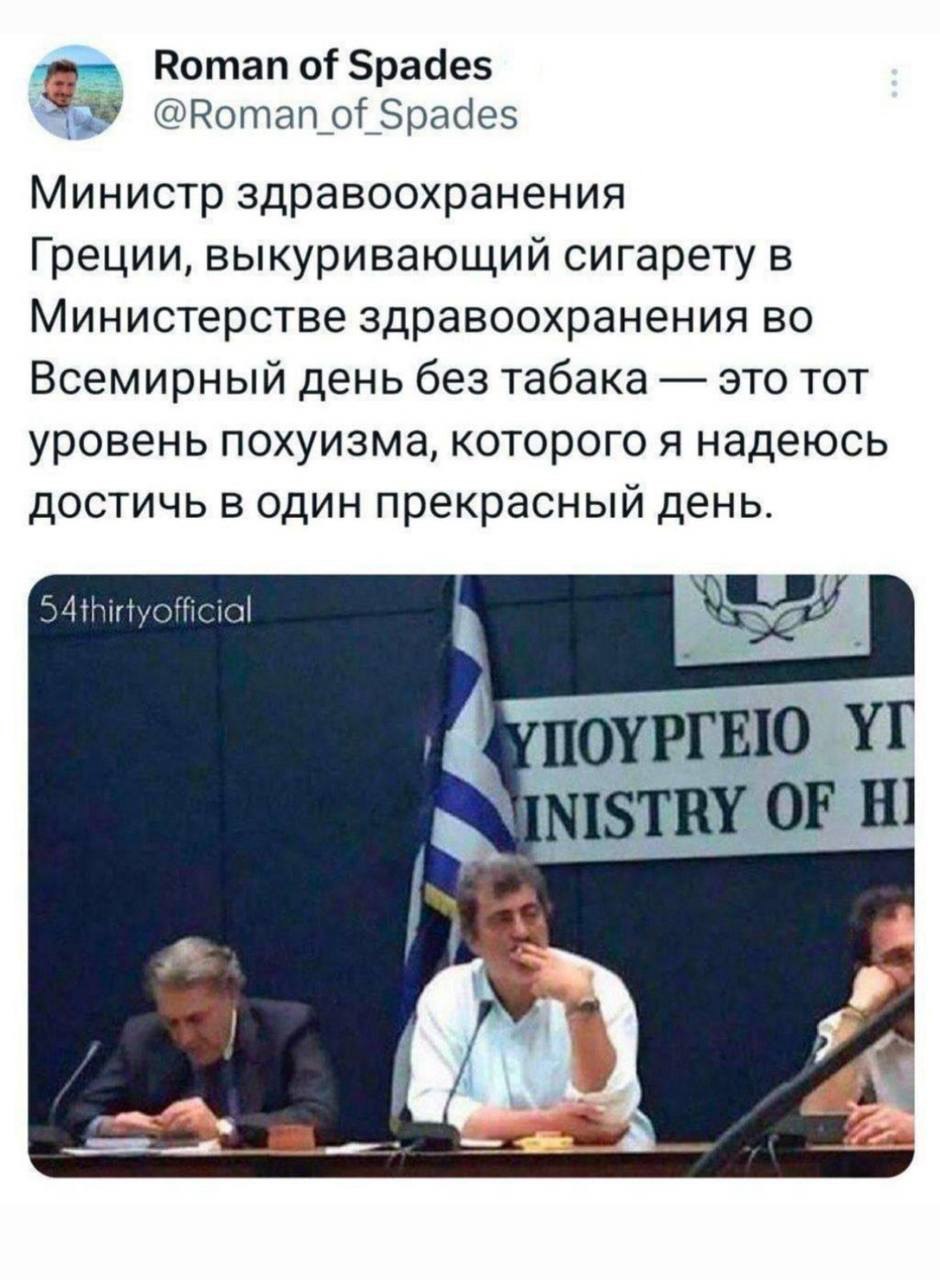 Roman of Spades
@Roman_of_Spades
Министр здравоохранения
Греции, выкуривающий сигарету в
Министерстве здравоохранения во
Всемирный день без табака — это тот
уровень похуизма, которого я надеюсь
достичь в один прекрасный день.
54thirtyofficial
ΥΠΟΥΡΓΕΙΟ ΥΓ
INISTRY OF H